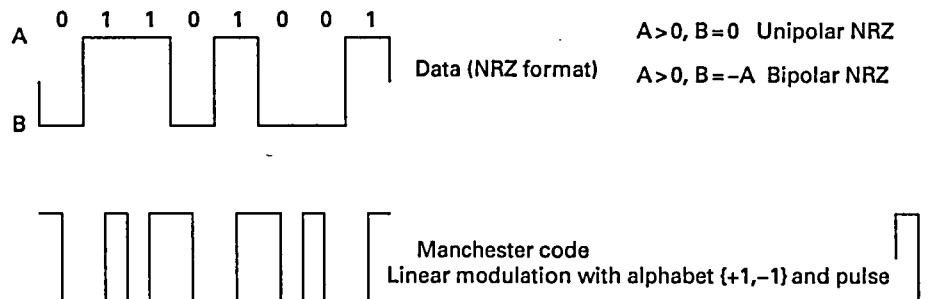 0 1 1 0 1 0 0 1
A
A>0, B=0 Unipolar NRZ
Data (NRZ format)
A>0, B=-A Bipolar NRZ
B
Manchester code
Linear modulation with alphabet {+1,-1} and pulse